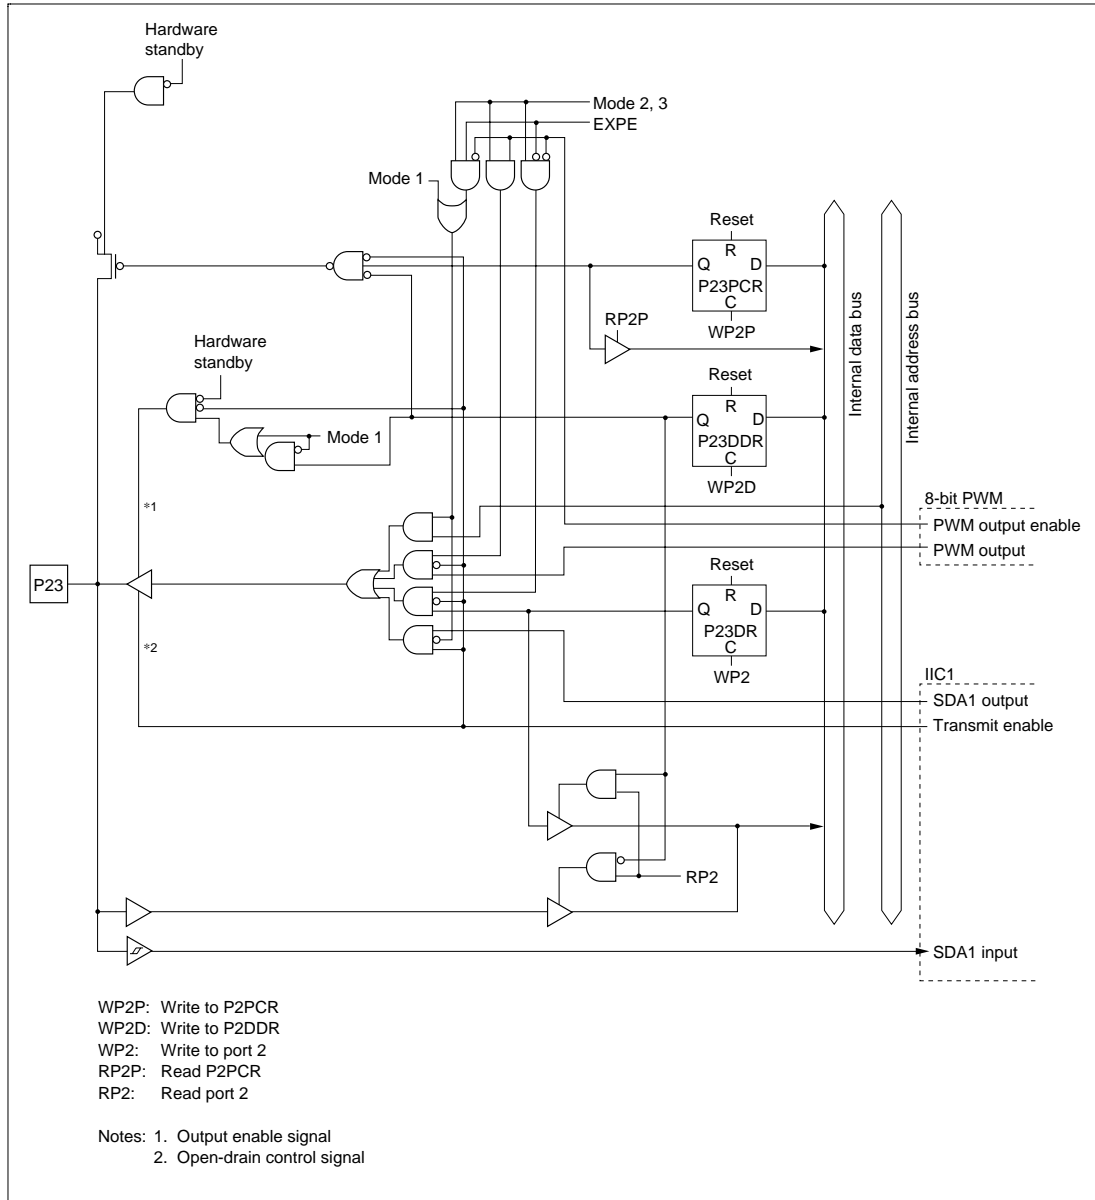 Hardware
standby
Mode 2, 3
EXPE
Mode 1
Reset
R
Q D
P23PCR
C
WP2P
RP2P
Internal data bus
Internal address bus
Hardware
standby
Reset
R
Q D
P23DDR
C
WP2D
Mode 1
*1
8-bit PWM
PWM output enable
PWM output
P23
Reset
R
Q D
P23DR
C
WP2
*2
IIC1
SDA1 output
Transmit enable
RP2
SDA1 input
WP2P: Write to P2PCR
WP2D: Write to P2DDR
WP2: Write to port 2
RP2P: Read P2PCR
RP2: Read port 2
Notes: 1. Output enable signal
2. Open-drain control signal